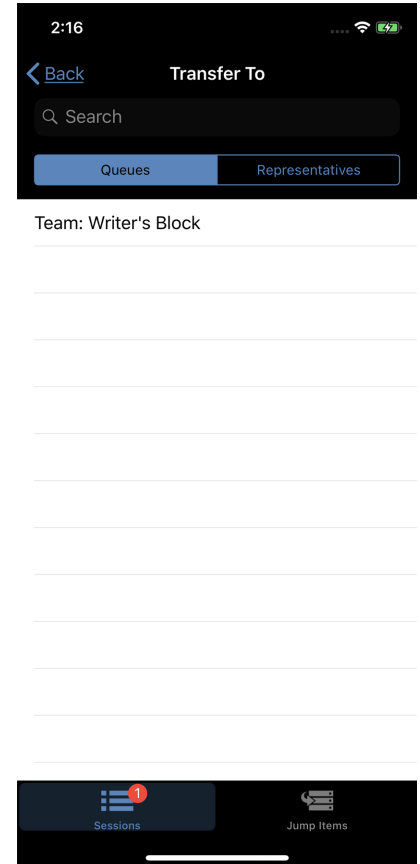 2:16
Back Transfer To
Search
Queues Representatives
Team: Writer's Block
1
Sessions Jump Items